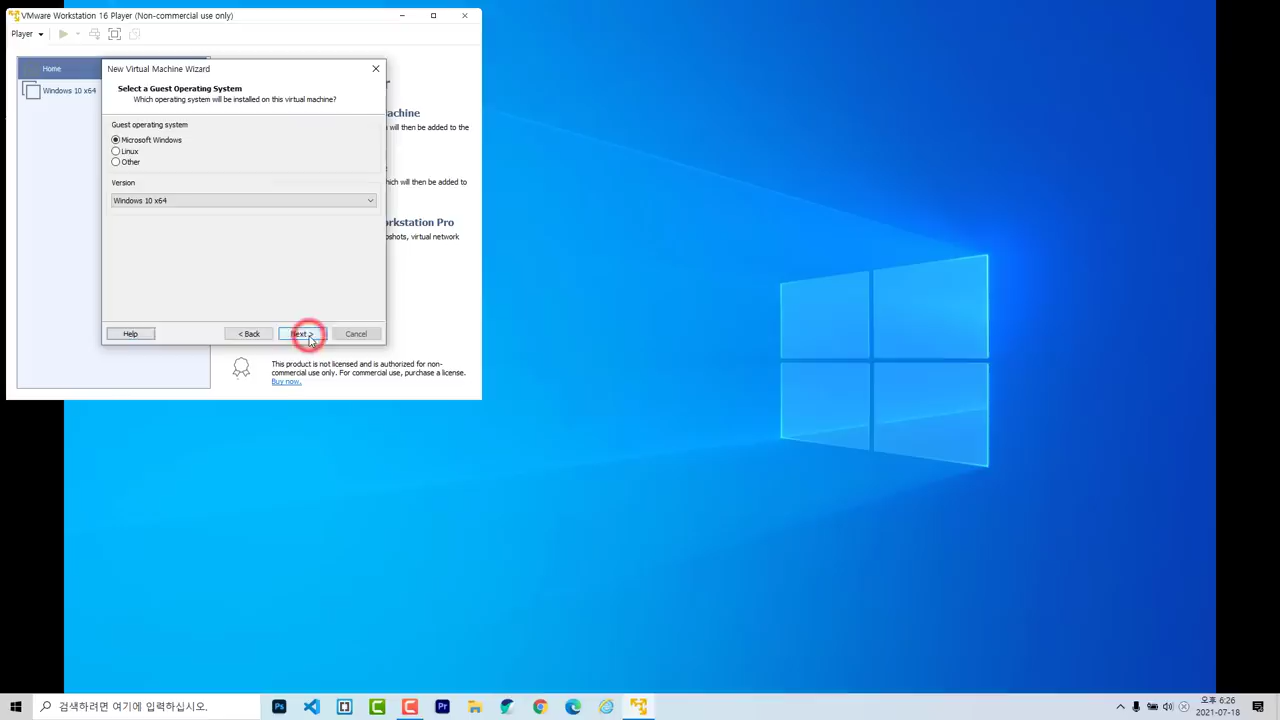 VMware Workstation 16 Player (Non-commercial use only)
Player
Home
Windows 10 x64
New Virtual Machine Wizard
Select a Guest Operating System
Which operating system will be installed on this virtual machine?
Guest operating system
Microsoft Windows
Linux
Other
Version
Windows 10 x64
Help
< Back
Next >
Cancel
achine
will then be added to the
hich will then be added to
rkstation Pro
pshots, virtual network
This product is not licensed and is authorized for non-
commercial use only. For commercial use, purchase a license.
Buy now.
검색하려면 여기에 입력하십시오.
Ps
Pr
오후 6:26
2021-07-18